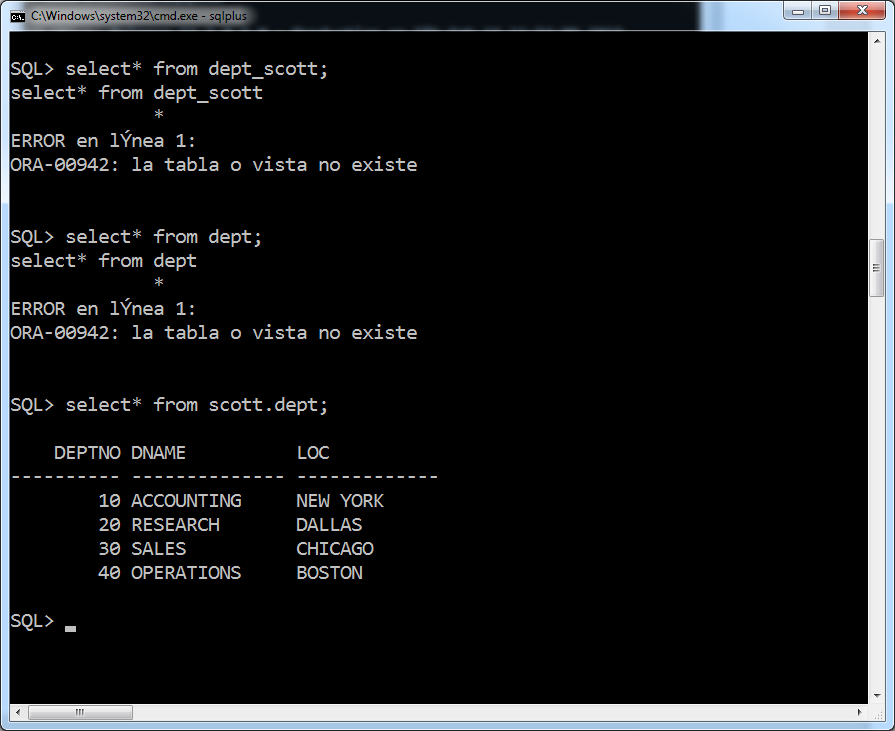 C:\Windows\system32\cmd.exe - sqlplus
SQL> select* from dept_scott;
select* from dept_scott
*
ERROR en lÝnea 1:
ORA-00942: la tabla o vista no existe
SQL> select* from dept;
select* from dept
*
ERROR en lÝnea 1:
ORA-00942: la tabla o vista no existe
SQL> select* from scott.dept;
DEPTNO DNAME LOC
---------- -------------- -------------
10 ACCOUNTING NEW YORK
20 RESEARCH DALLAS
30 SALES CHICAGO
40 OPERATIONS BOSTON
SQL>